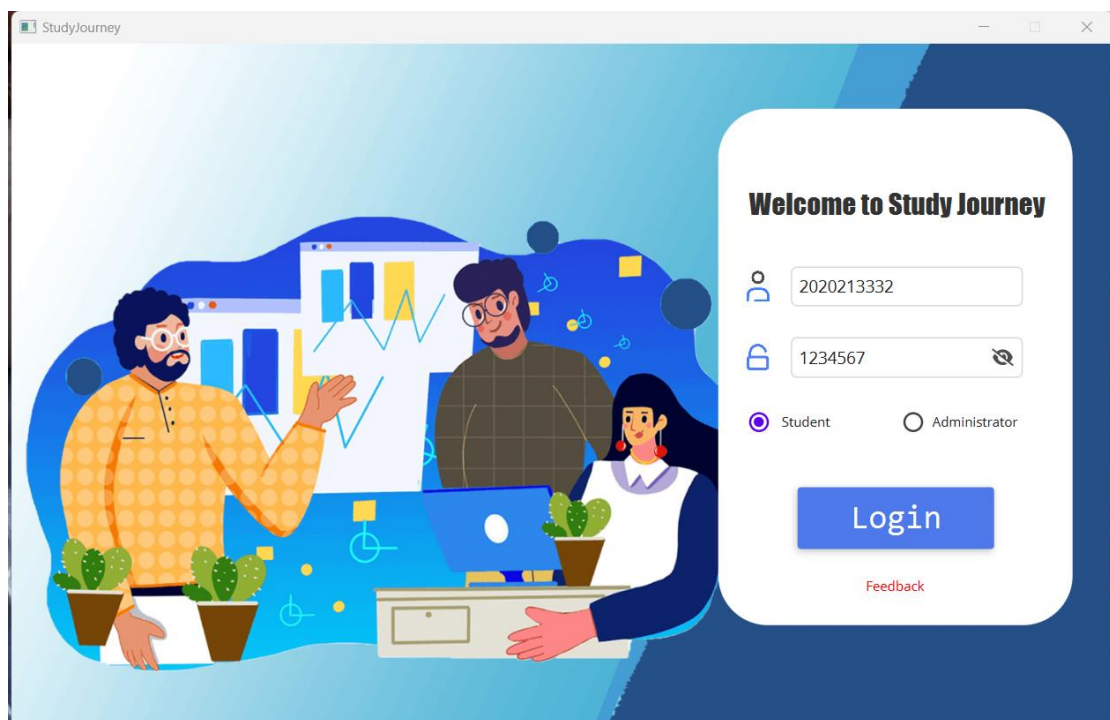 StudyJourney
Welcome to Study Journey
2020213332
1234567
Student Administrator
Login
Feedback